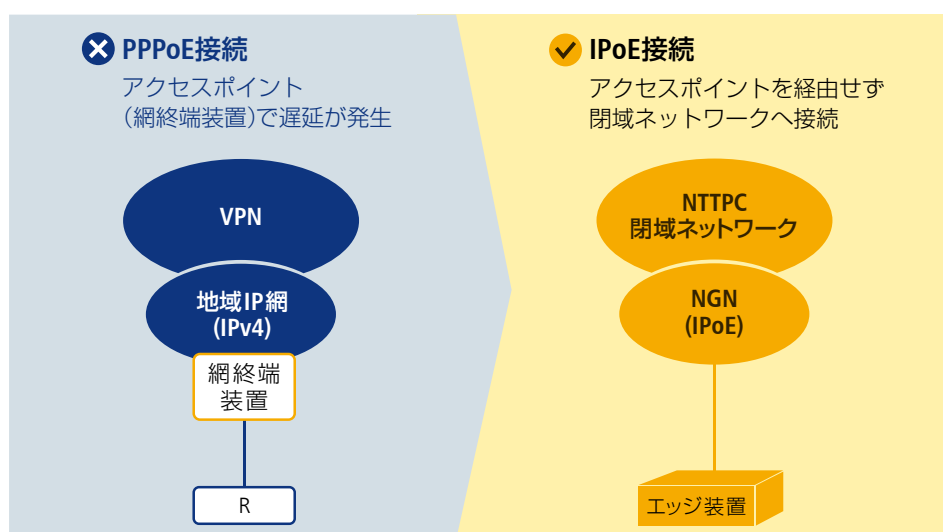 PPPoE接続
アクセスポイント
（網終端装置）で遅延が発生
VPN
地域IP網
(IPv4)
網終端
装置
R
IPoE接続
アクセスポイントを経由せず
閉域ネットワークへ接続
NTTPC
閉域ネットワーク
NGN
(IPoE)
エッジ装置